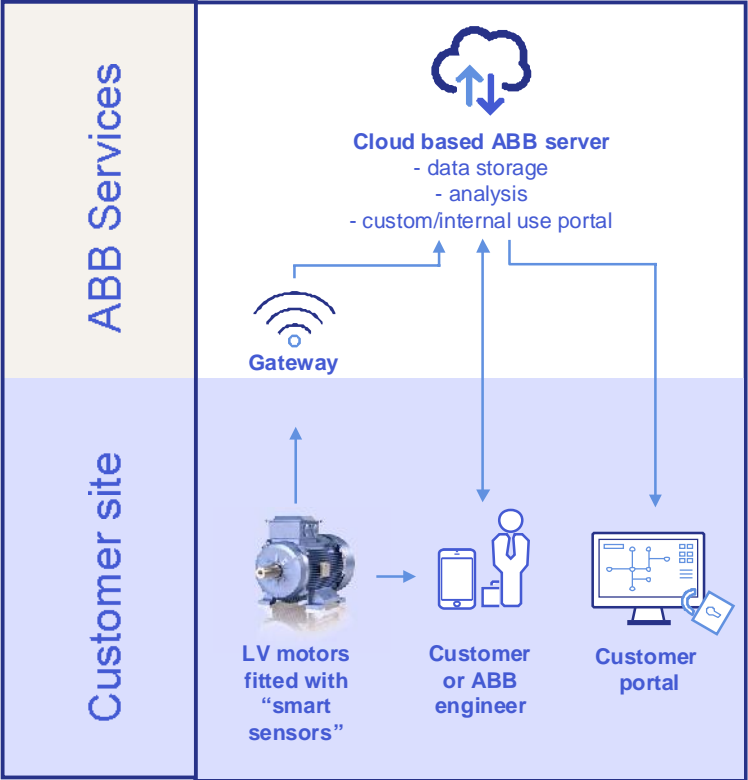 ABB Services
Cloud based ABB server
- data storage
- analysis
- custom/internal use portal
Gateway
Customer site
LV motors
fitted with
“smart
sensors”
Customer
or ABB
engineer
Customer
portal